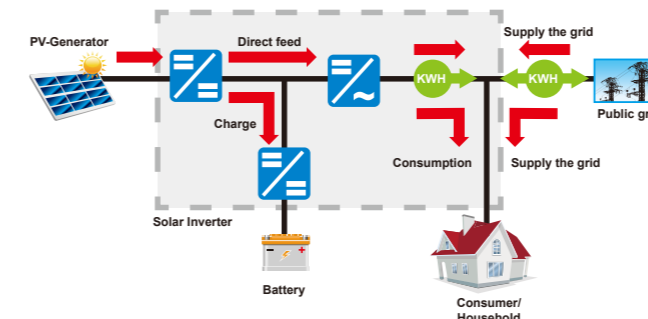 Supply the grid
PV-Generator
Direct feed
KWH
KWH
Charge
Public gr
Consumption
Supply the grid
Solar Inverter
Battery
Consumer/
Household